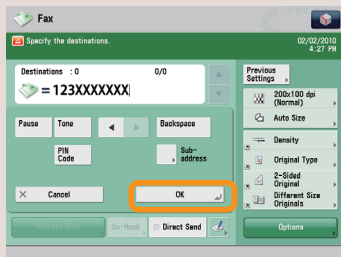 Fax
Specify the destinations.
02/02/2010
4:27 PM
Destinations : 0
0/0
= 123XXXXXXX
Previous
Settings
200x100 dpi
(Normal)
Auto Size
Pause
Tone
Backspace
PIN
Code
Sub-
address
Density
Original Type
2-Sided
Original
Different Size
Originals
Cancel
OK
Address Book
On-Hook
Direct Send
Options